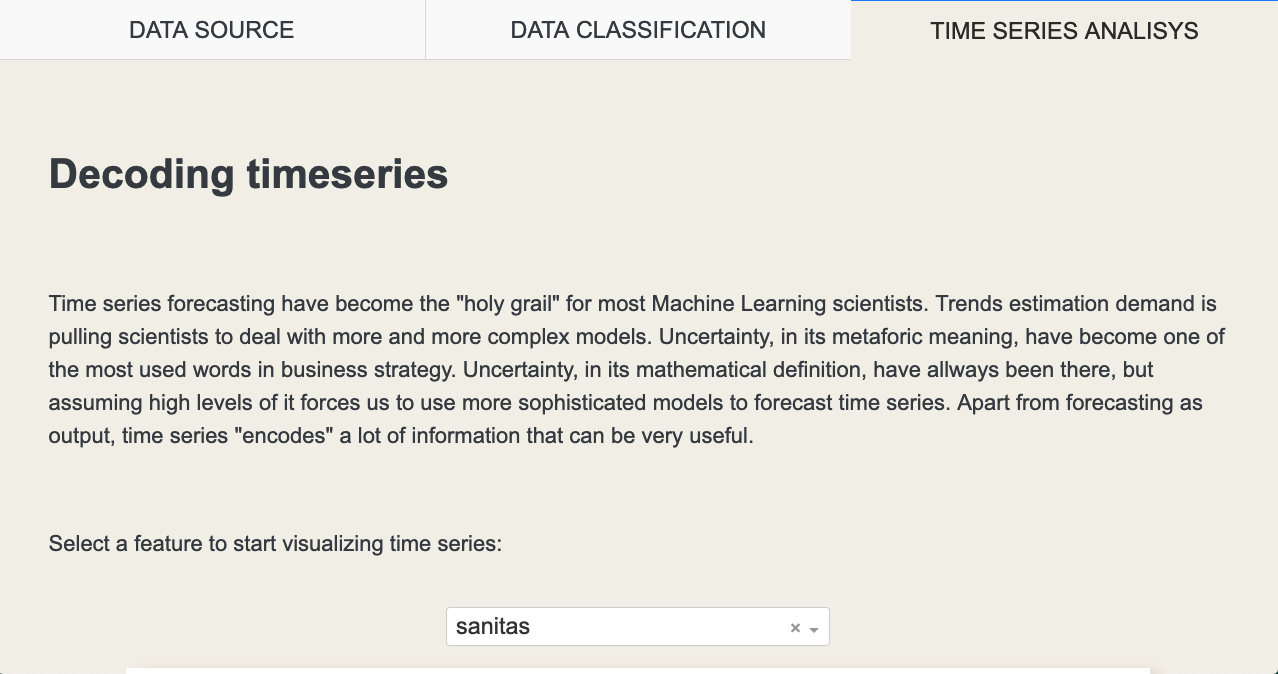 DATA SOURCE
DATA CLASSIFICATION
TIME SERIES ANALISYS
Decoding timeseries
Time series forecasting have become the "holy grail" for most Machine Learning scientists. Trends estimation demand is
pulling scientists to deal with more and more complex models. Uncertainty, in its metaforic meaning, have become one of
the most used words in business strategy. Uncertainty, in its mathematical definition, have allways been there, but
assuming high levels of it forces us to use more sophisticated models to forecast time series. Apart from forecasting as
output, time series "encodes" a lot of information that can be very useful.
Select a feature to start visualizing time series:
sanitas